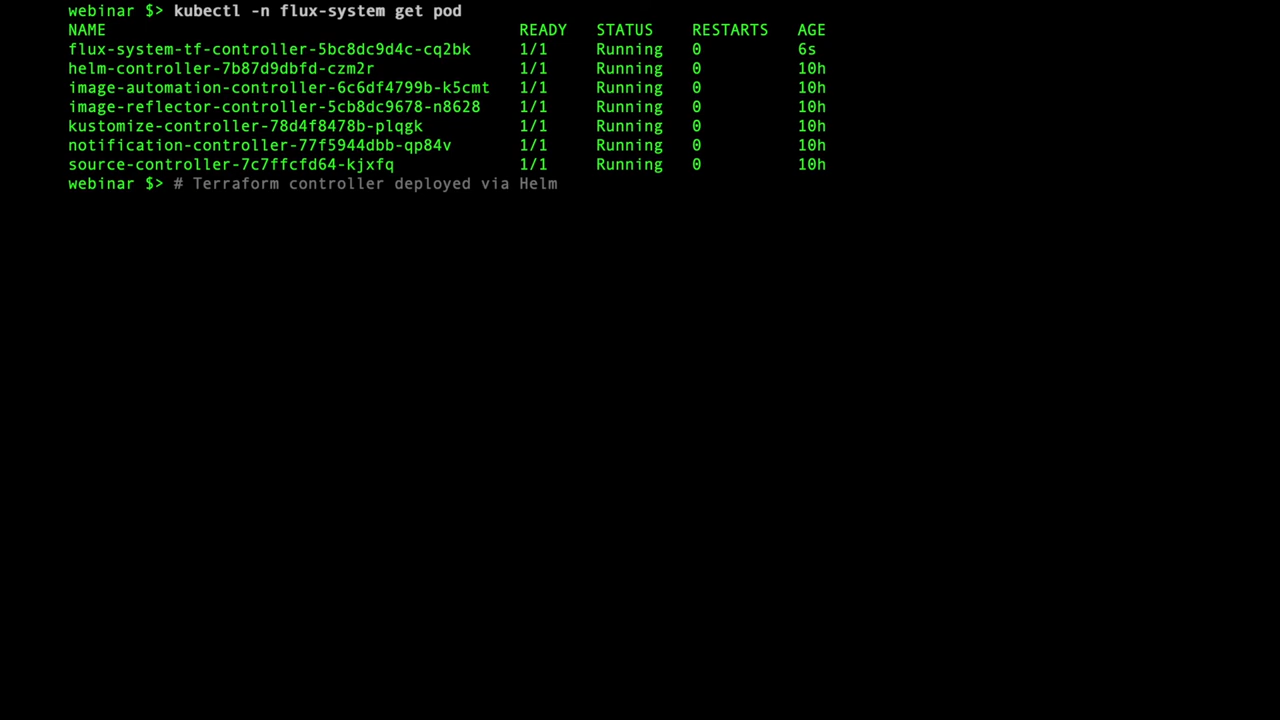 webinar $> kubectl -n flux-system get pod
NAME READY STATUS RESTARTS AGE
flux-system-tf-controller-5bc8dc9d4c-cq2bk 1/1 Running 0 6s
helm-controller-7b87d9dbfd-czm2r 1/1 Running 0 10h
image-automation-controller-6c6df4799b-k5cmt 1/1 Running 0 10h
image-reflector-controller-5cb8dc9678-n8628 1/1 Running 0 10h
kustomize-controller-78d4f8478b-plqgk 1/1 Running 0 10h
notification-controller-77f5944dbb-qp84v 1/1 Running 0 10h
source-controller-7c7ffcfd64-kjxfq 1/1 Running 0 10h
webinar $> # Terraform controller deployed via Helm